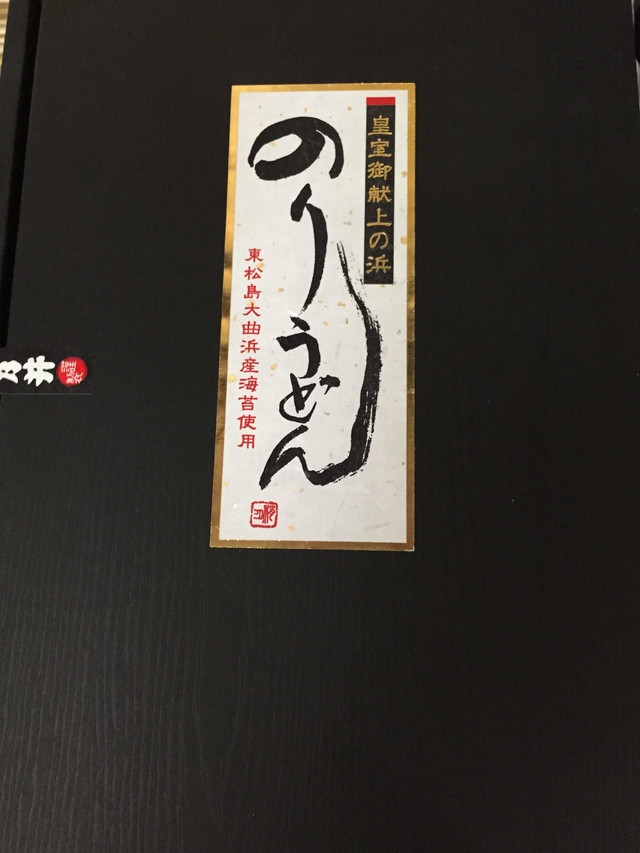 皇室御献上の浜
のりうどん
東松島大曲浜産海苔使用
井